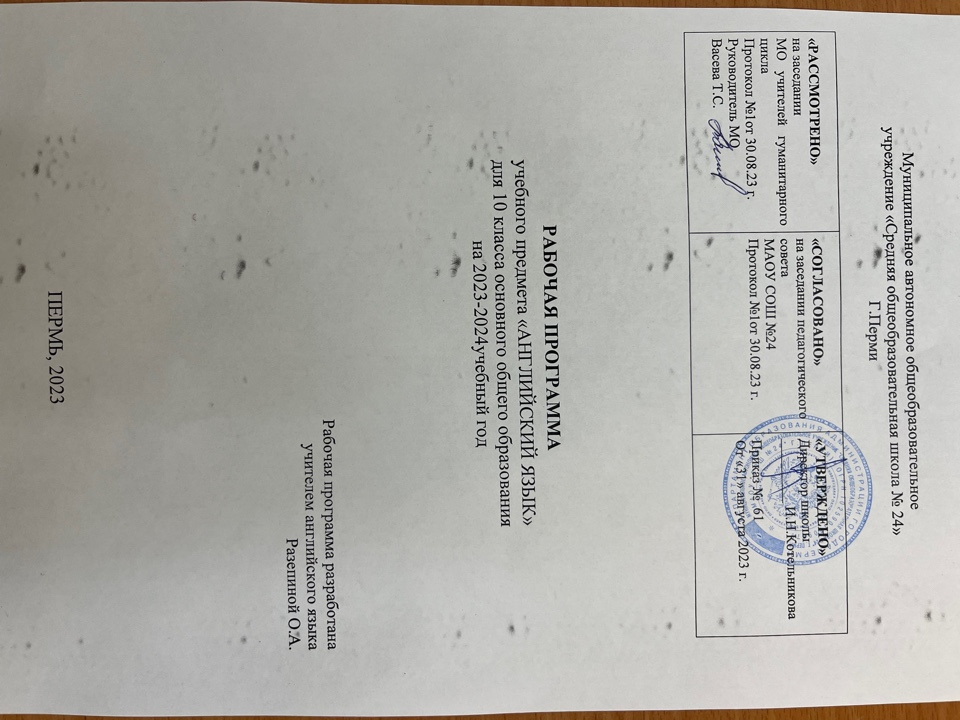 Муниципальное автономное общеобразовательное
учреждение «Средняя общеобразовательная школа № 24»
Г.Перми
«РАССМОТРЕНО»
на заседании
МО учителей гуманитарного
цикла
Протокол №1от 30.08.23 г.
Руководитель МО
Васева Т.С.
«СОГЛАСОВАНО»
на заседании педагогического
совета
МАОУ СОШ №24
Протокол №1от 30.08.23 г.
«УТВЕРЖДЕНО»
Директор школы
И.Н.Котельникова
Приказ № 61
От «31» августа 2023 г.
РАБОЧАЯ ПРОГРАММА
учебного предмета «АНГЛИЙСКИЙ ЯЗЫК»
для 10 класса основного общего образования
на 2023-2024учебный год
Рабочая программа разработана
учителем английского языка
Разепиной О.А.
ПЕРМЬ, 2023